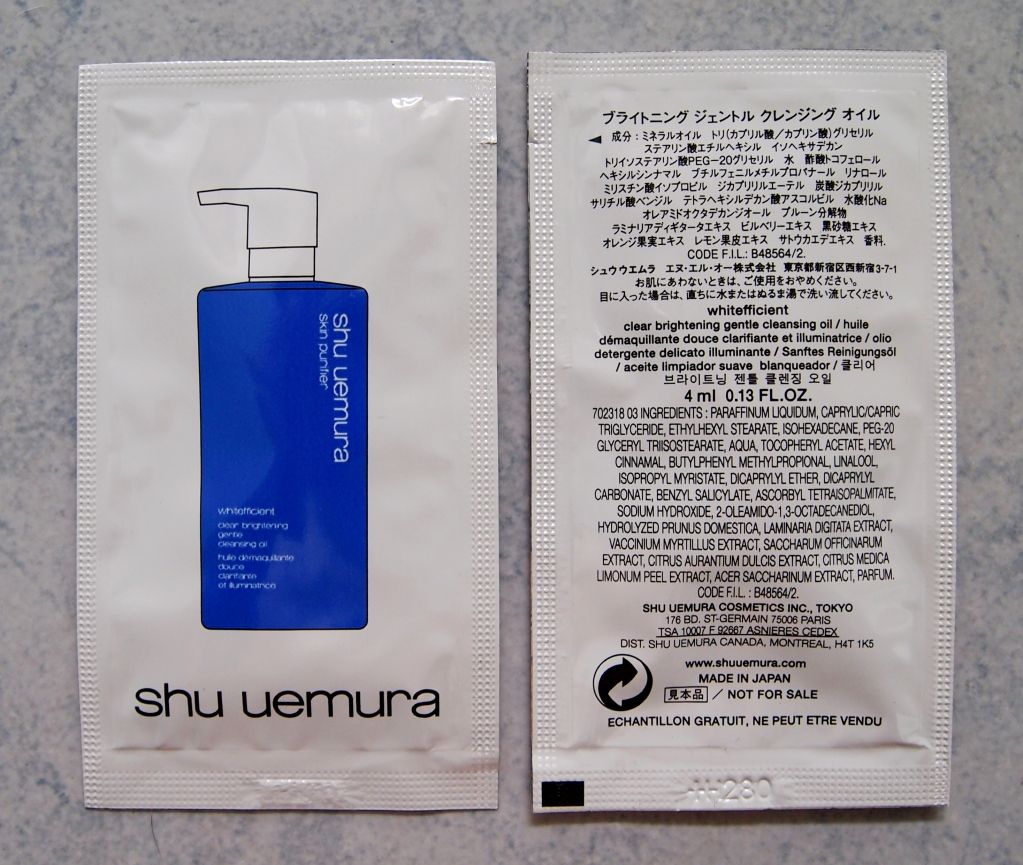 shu uemura
skin purifier
whitefficient
clear brightening
gentle
cleansing oil
huile démaquillante
douce
clarifiante
et illuminatrice
shu uemura
ブライトニング ジェントル クレンジング オイル
成分：ミネラルオイル トリ(カプリル酸／カプリン酸)グリセリル
ステアリン酸エチルヘキシル イソヘキサデカン
トリイソステアリン酸PEG－20グリセリル 水 酢酸トコフェロール
ヘキシルシンナマル ブチルフェニルメチルプロパナール リナロール
ミリスチン酸イソプロピル ジカプリリルエーテル 炭酸ジカプリリル
サリチル酸ベンジル テトラヘキシルデカン酸アスコルビル 水酸化Na
オレアミドオクタデカンジオール プルーン分解物
ラミナリアディギタータエキス ビルベリーエキス 黒砂糖エキス
オレンジ果実エキス レモン果皮エキス サトウカエデエキス 香料.
CODE F.I.L.: B48564/2.
シュウウエムラ エヌ・エル・オー株式会社 東京都新宿区西新宿3-7-1
お肌にあわないときは、ご使用をおやめください。
目に入った場合は、直ちに水またはぬるま湯で洗い流してください。
whitefficient
clear brightening gentle cleansing oil / huile
démaquillante douce clarifiante et illuminatrice / olio
detergente delicato illuminante / Sanftes Reinigungsöl
/ aceite limpiador suave blanqueador / 클리어
브라이트닝 젠틀 클렌징 오일
4 ml 0.13 FL.OZ.
702318 03 INGREDIENTS : PARAFFINUM LIQUIDUM, CAPRYLIC/CAPRIC
TRIGLYCERIDE, ETHYLHEXYL STEARATE, ISOHEXADECANE, PEG-20
GLYCERYL TRIISOSTEARATE, AQUA, TOCOPHERYL ACETATE, HEXYL
CINNAMAL, BUTYLPHENYL METHYLPROPIONAL, LINALOOL,
ISOPROPYL MYRISTATE, DICAPRYLYL ETHER, DICAPRYLYL
CARBONATE, BENZYL SALICYLATE, ASCORBYL TETRAISOPALMITATE,
SODIUM HYDROXIDE, 2-OLEAMIDO-1,3-OCTADECANEDIOL,
HYDROLYZED PRUNUS DOMESTICA, LAMINARIA DIGITATA EXTRACT,
VACCINIUM MYRTILLUS EXTRACT, SACCHARUM OFFICINARUM
EXTRACT, CITRUS AURANTIUM DULCIS EXTRACT, CITRUS MEDICA
LIMONUM PEEL EXTRACT, ACER SACCHARINUM EXTRACT, PARFUM.
CODE F.I.L. : B48564/2.
SHU UEMURA COSMETICS INC., TOKYO
176 BD. ST-GERMAIN 75006 PARIS
TSA 10007 F 92667 ASNIERES CEDEX
DIST. SHU UEMURA CANADA, MONTREAL, H4T 1K5
www.shuuemura.com
MADE IN JAPAN
見本品 / NOT FOR SALE
ECHANTILLON GRATUIT, NE PEUT ETRE VENDU